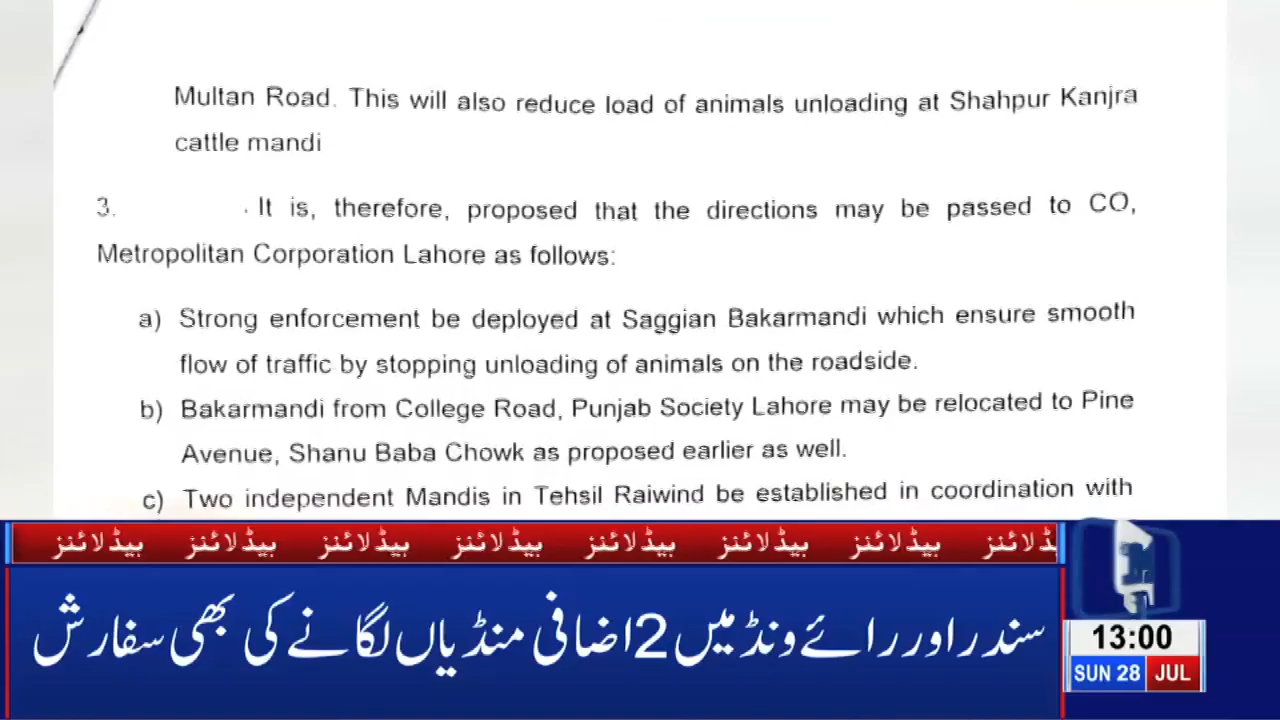 Multan Road. This will also reduce load of animals unloading at Shahpur Kanjra
cattle mandi
3. It is, therefore, proposed that the directions may be passed to CO,
Metropolitan Corporation Lahore as follows:
a) Strong enforcement be deployed at Saggian Bakarmandi which ensure smooth
flow of traffic by stopping unloading of animals on the roadside.
b) Bakarmandi from College Road, Punjab Society Lahore may be relocated to Pine
Avenue, Shanu Baba Chowk as proposed earlier as well.
c) Two independent Mandis in Tehsil Raiwind be established in coordination with
ہیڈلائنز ہیڈلائنز ہیڈلائنز ہیڈلائنز ہیڈلائنز ہیڈلائنز ہیڈلائنز ہیڈلائنز
سندر اور رائے ونڈ میں 2 اضافی منڈیاں لگانے کی بھی سفارش
13:00
SUN 28 JUL